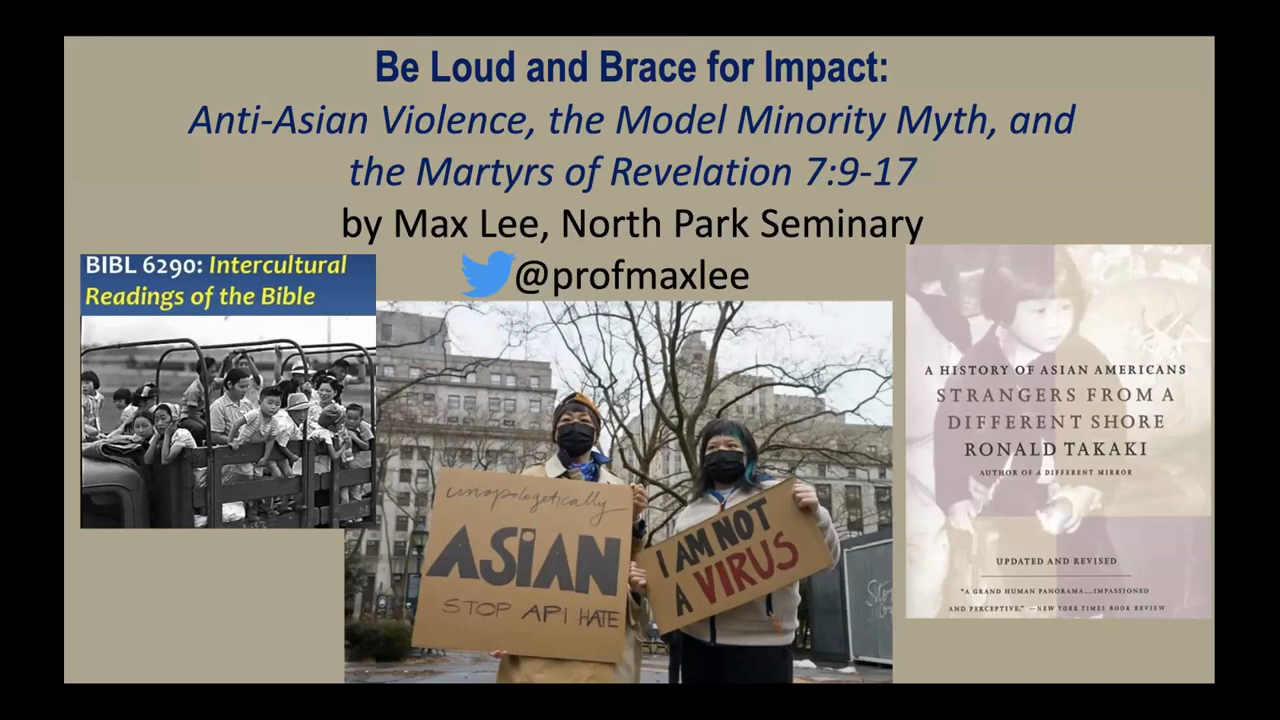 Be Loud and Brace for Impact:
Anti-Asian Violence, the Model Minority Myth, and
the Martyrs of Revelation 7:9-17
by Max Lee, North Park Seminary
@profmaxlee
BIBL 6290: Intercultural
Readings of the Bible
unapologetically
ASIAN
STOP API HATE
I AM NOT
A VIRUS
A HISTORY OF ASIAN AMERICANS
STRANGERS FROM A
DIFFERENT SHORE
RONALD TAKAKI
AUTHOR OF A DIFFERENT MIRROR
UPDATED AND REVISED
"A GRAND HUMAN PANORAMA....IMPASSIONED
AND PERCEPTIVE." —NEW YORK TIMES BOOK REVIEW